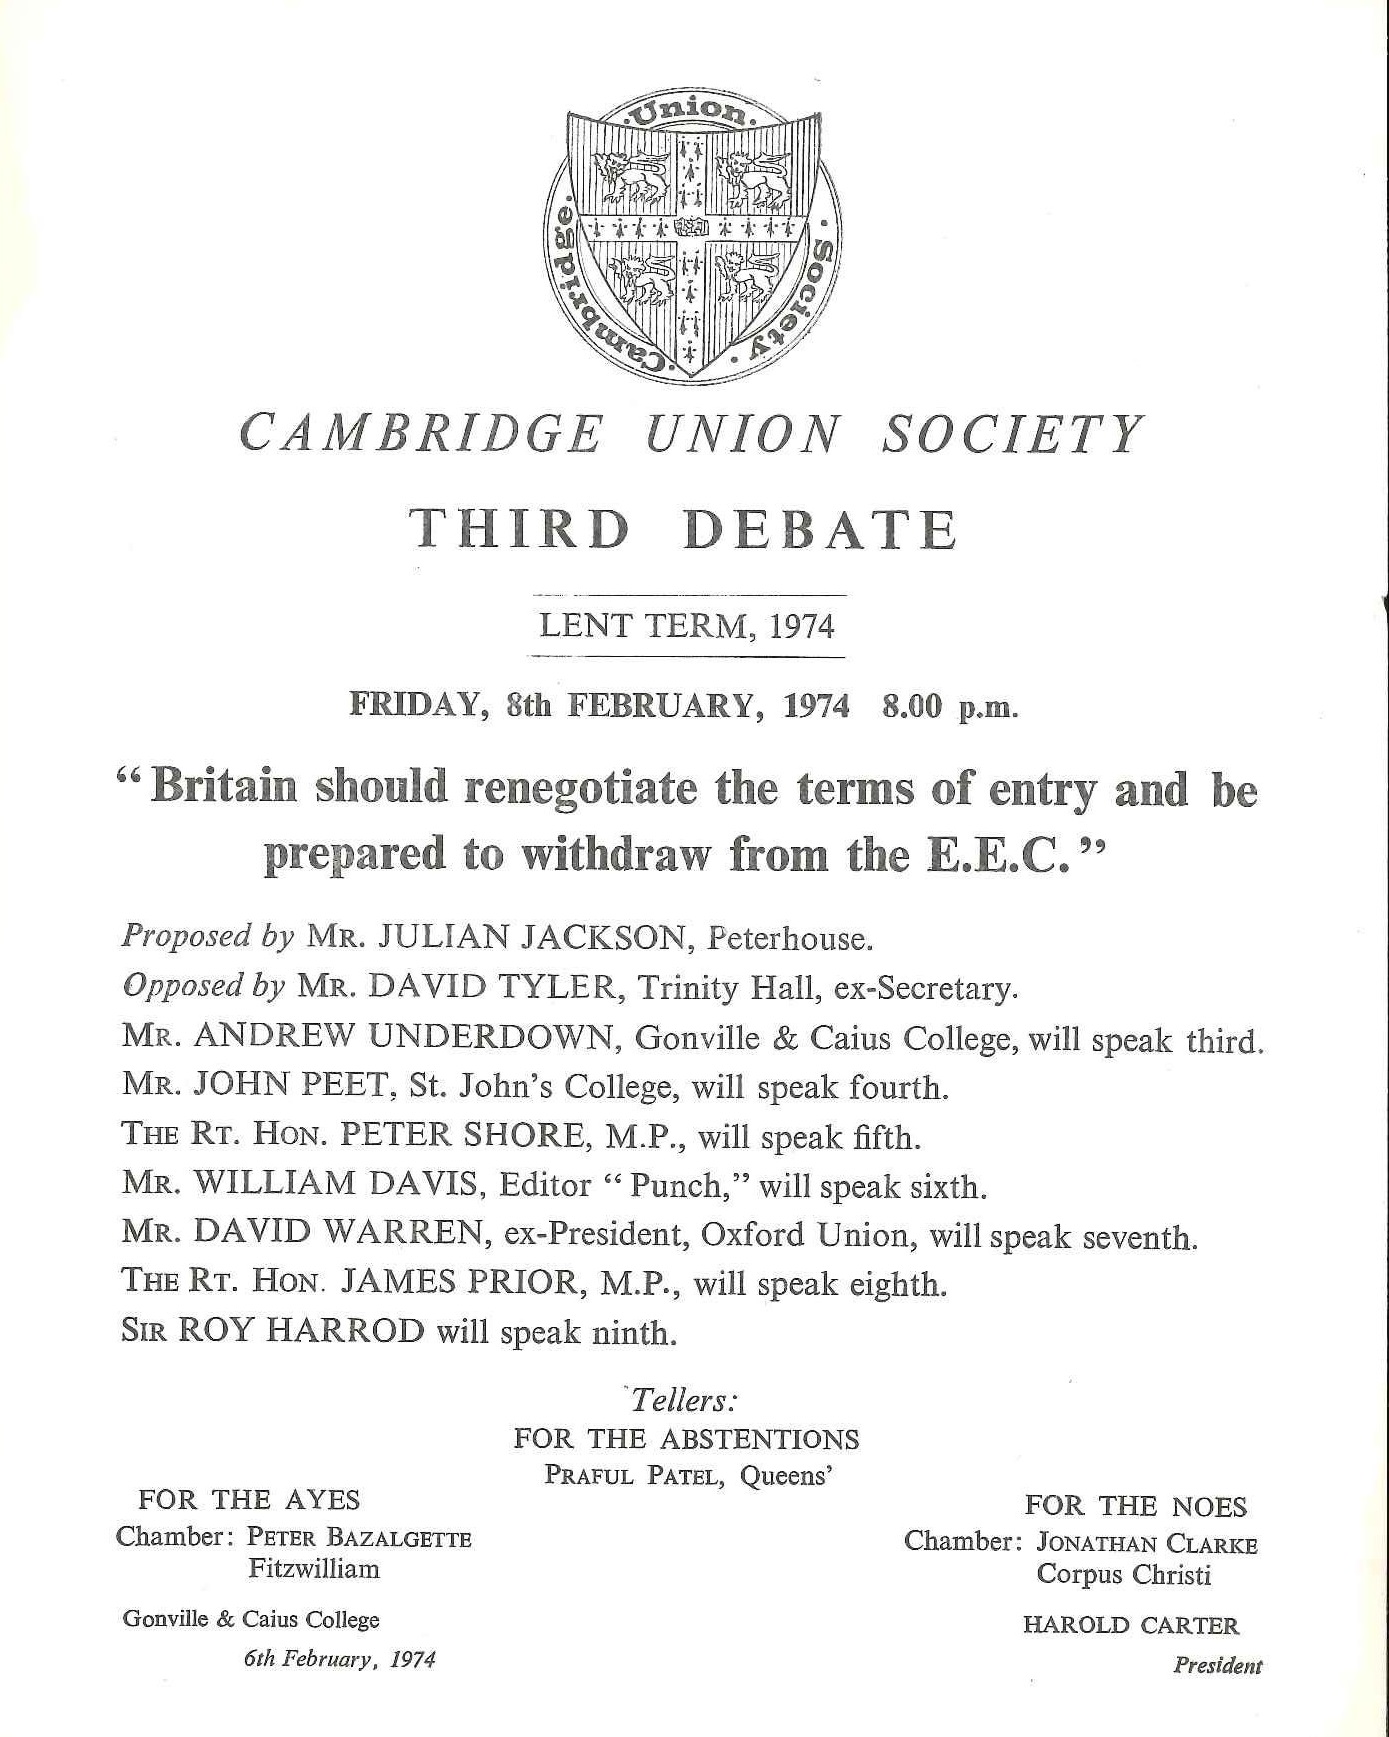 Cambridge · Union · Society
CAMBRIDGE UNION SOCIETY
THIRD DEBATE
LENT TERM, 1974
FRIDAY, 8th FEBRUARY, 1974 8.00 p.m.
“Britain should renegotiate the terms of entry and be
prepared to withdraw from the E.E.C.”
Proposed by MR. JULIAN JACKSON, Peterhouse.
Opposed by MR. DAVID TYLER, Trinity Hall, ex-Secretary.
MR. ANDREW UNDERDOWN, Gonville & Caius College, will speak third.
MR. JOHN PEET, St. John’s College, will speak fourth.
THE RT. HON. PETER SHORE, M.P., will speak fifth.
MR. WILLIAM DAVIS, Editor “Punch,” will speak sixth.
MR. DAVID WARREN, ex-President, Oxford Union, will speak seventh.
THE RT. HON. JAMES PRIOR, M.P., will speak eighth.
SIR ROY HARROD will speak ninth.
Tellers:
FOR THE ABSTENTIONS
PRAFUL PATEL, Queens’
FOR THE AYES
Chamber: PETER BAZALGETTE
Fitzwilliam
FOR THE NOES
Chamber: JONATHAN CLARKE
Corpus Christi
Gonville & Caius College
6th February, 1974
HAROLD CARTER
President